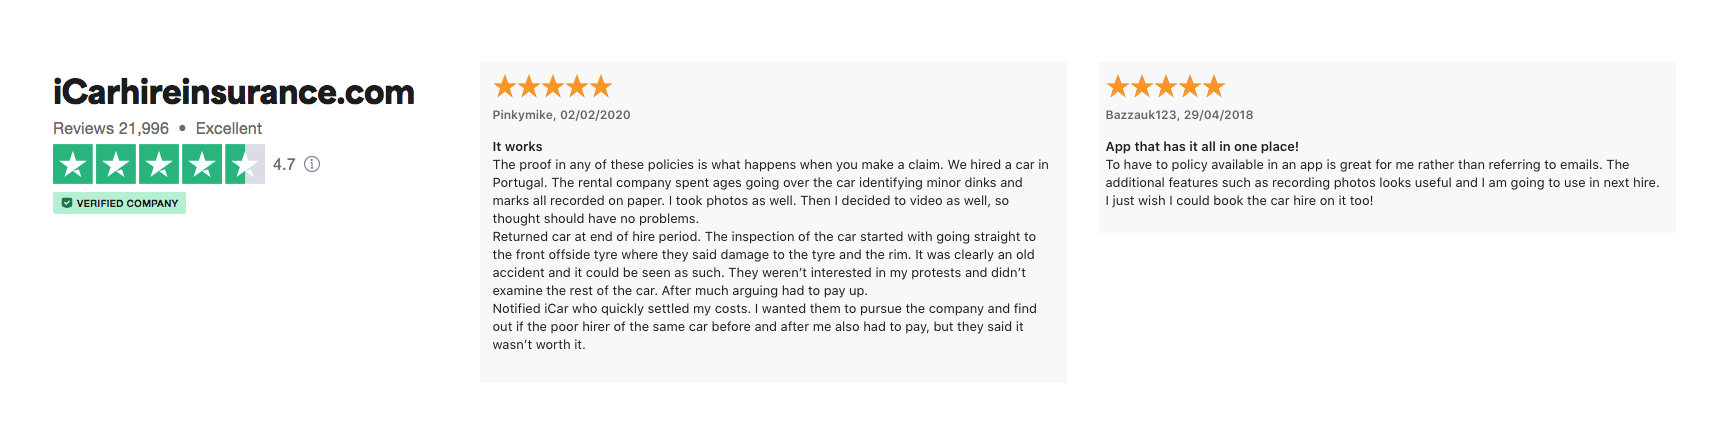 iCarhireinsurance.com
Reviews 21,996 • Excellent
4.7
VERIFIED COMPANY
Pinkymike, 02/02/2020
It works
The proof in any of these policies is what happens when you make a claim. We hired a car in
Portugal. The rental company spent ages going over the car identifying minor dinks and
marks all recorded on paper. I took photos as well. Then I decided to video as well, so
thought should have no problems.
Returned car at end of hire period. The inspection of the car started with going straight to
the front offside tyre where they said damage to the tyre and the rim. It was clearly an old
accident and it could be seen as such. They weren’t interested in my protests and didn’t
examine the rest of the car. After much arguing had to pay up.
Notified iCar who quickly settled my costs. I wanted them to pursue the company and find
out if the poor hirer of the same car before and after me also had to pay, but they said it
wasn’t worth it.
Bazzauk123, 29/04/2018
App that has it all in one place!
To have to policy available in an app is great for me rather than referring to emails. The
additional features such as recording photos looks useful and I am going to use in next hire.
I just wish I could book the car hire on it too!